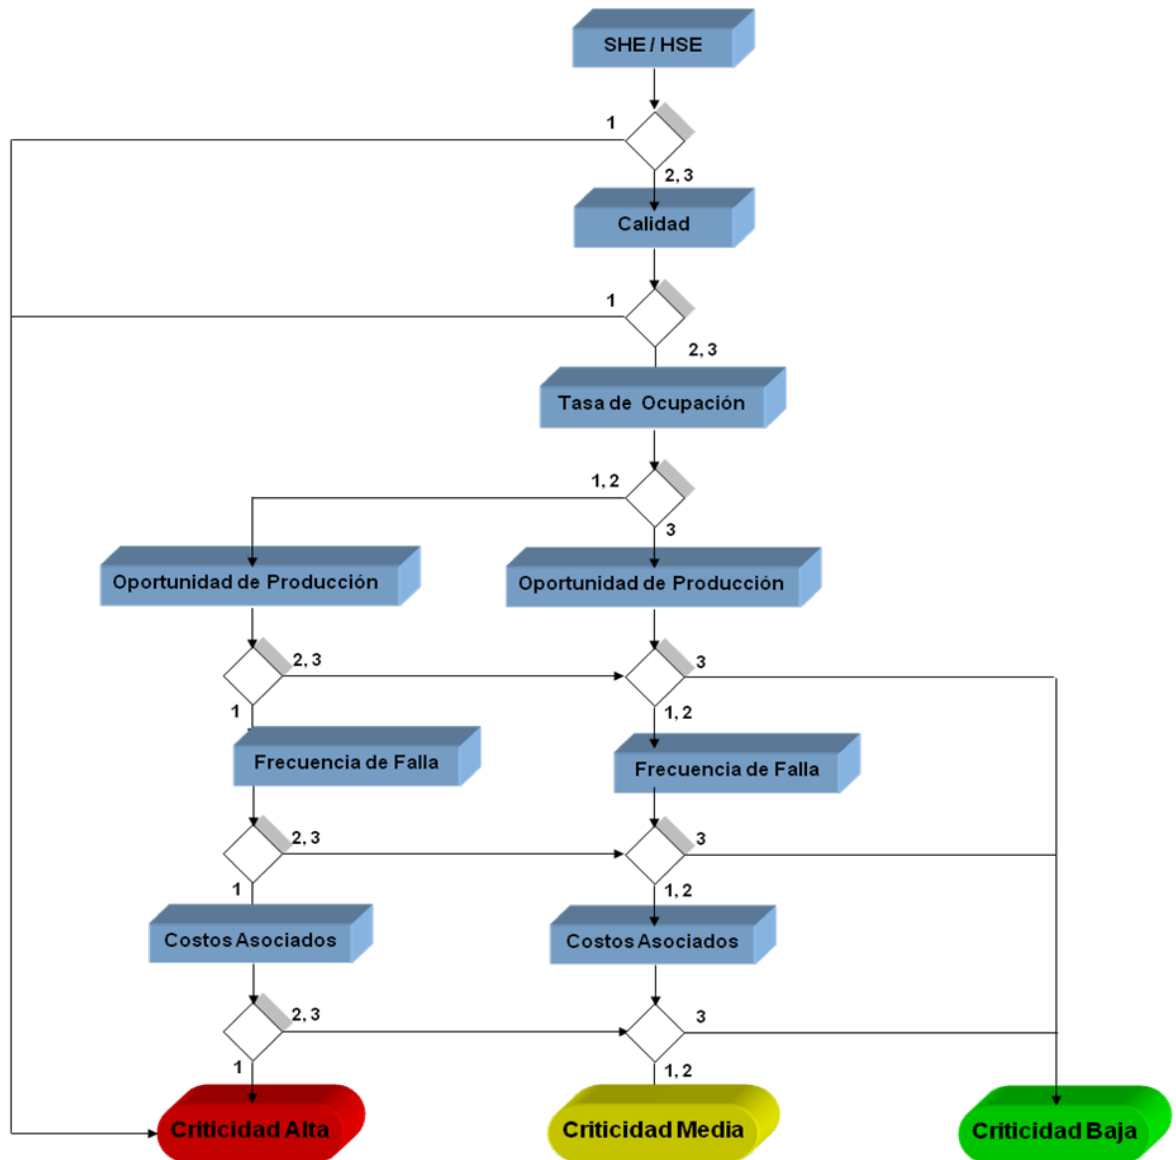 SHE / HSE
1
2, 3
Calidad
1
2, 3
Tasa de Ocupación
1, 2
3
Oportunidad de Producción
Oportunidad de Producción
2, 3
3
1
1, 2
Frecuencia de Falla
Frecuencia de Falla
2, 3
3
1
1, 2
Costos Asociados
Costos Asociados
2, 3
3
1
1, 2
Criticidad Alta
Criticidad Media
Criticidad Baja